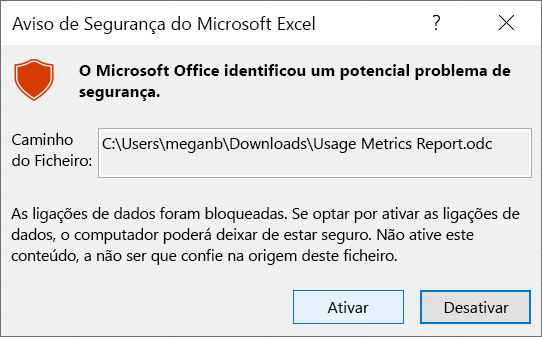 Aviso de Segurança do Microsoft Excel
O Microsoft Office identificou um potencial problema de
segurança.
Caminho
do Ficheiro:
C:\Users\meganb\Downloads\Usage Metrics Report.odc
As ligações de dados foram bloqueadas. Se optar por ativar as ligações de
dados, o computador poderá deixar de estar seguro. Não ative este
conteúdo, a não ser que confie na origem deste ficheiro.
Ativar
Desativar